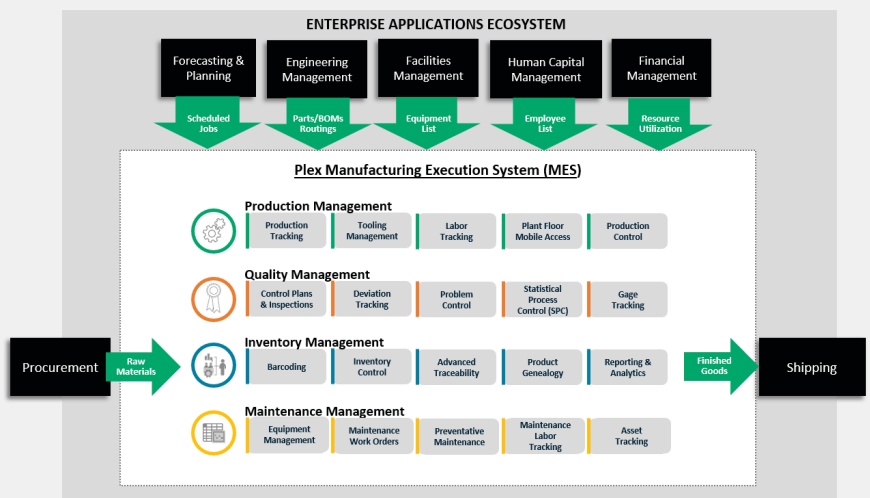 ENTERPRISE APPLICATIONS ECOSYSTEM
Forecasting &
Planning
Engineering
Management
Facilities
Management
Human Capital
Management
Financial
Management
Scheduled
Jobs
Parts/BOMs
Routings
Equipment
List
Employee
List
Resource
Utilization
Plex Manufacturing Execution System (MES)
Production Management
Production
Tracking
Tooling
Management
Labor
Tracking
Plant Floor
Mobile Access
Production
Control
Quality Management
Control Plans
& Inspections
Deviation
Tracking
Problem
Control
Statistical
Process
Control (SPC)
Gage
Tracking
Procurement
Raw
Materials
Inventory Management
Barcoding
Inventory
Control
Advanced
Traceability
Product
Genealogy
Reporting &
Analytics
Finished
Goods
Shipping
Maintenance Management
Equipment
Management
Maintenance
Work Orders
Preventative
Maintenance
Maintenance
Labor
Tracking
Asset
Tracking